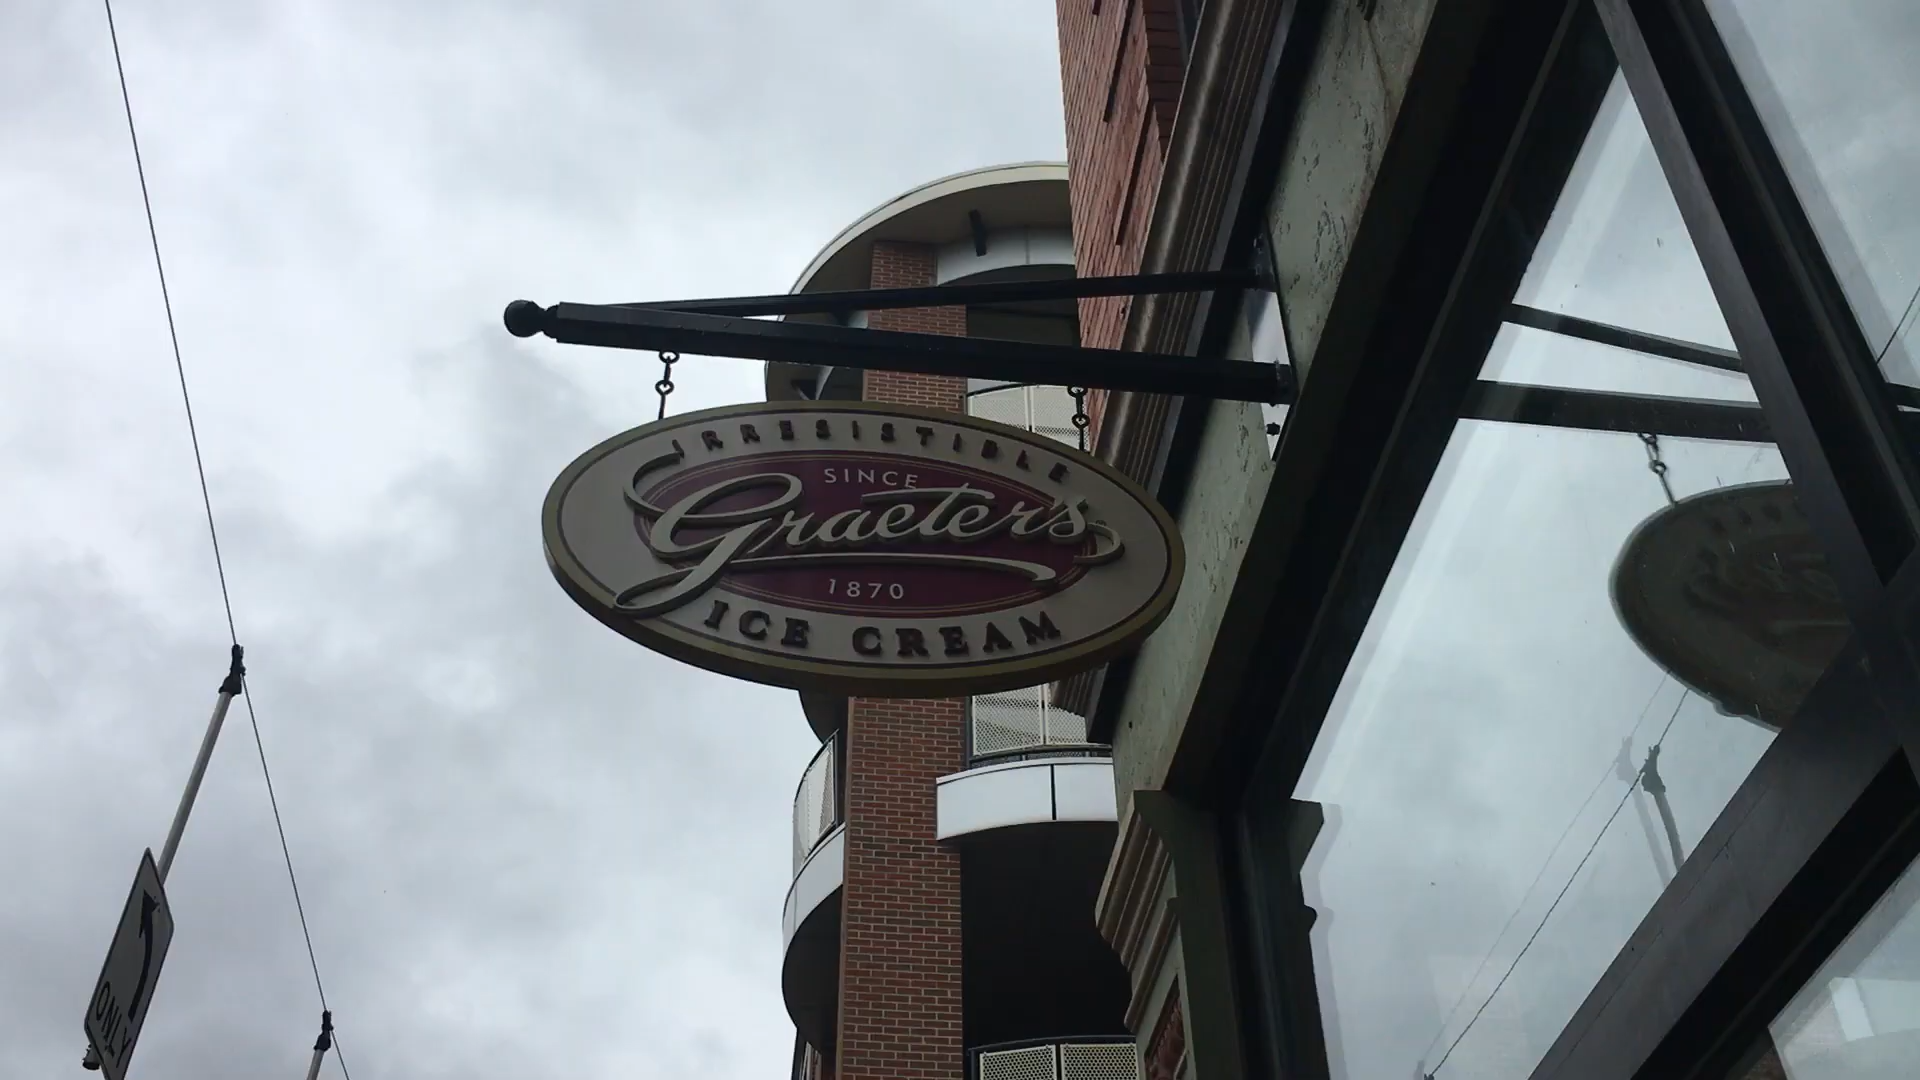 IRRESISTIBLE
SINCE
Graeter's
1870
ICE CREAM
ONLY